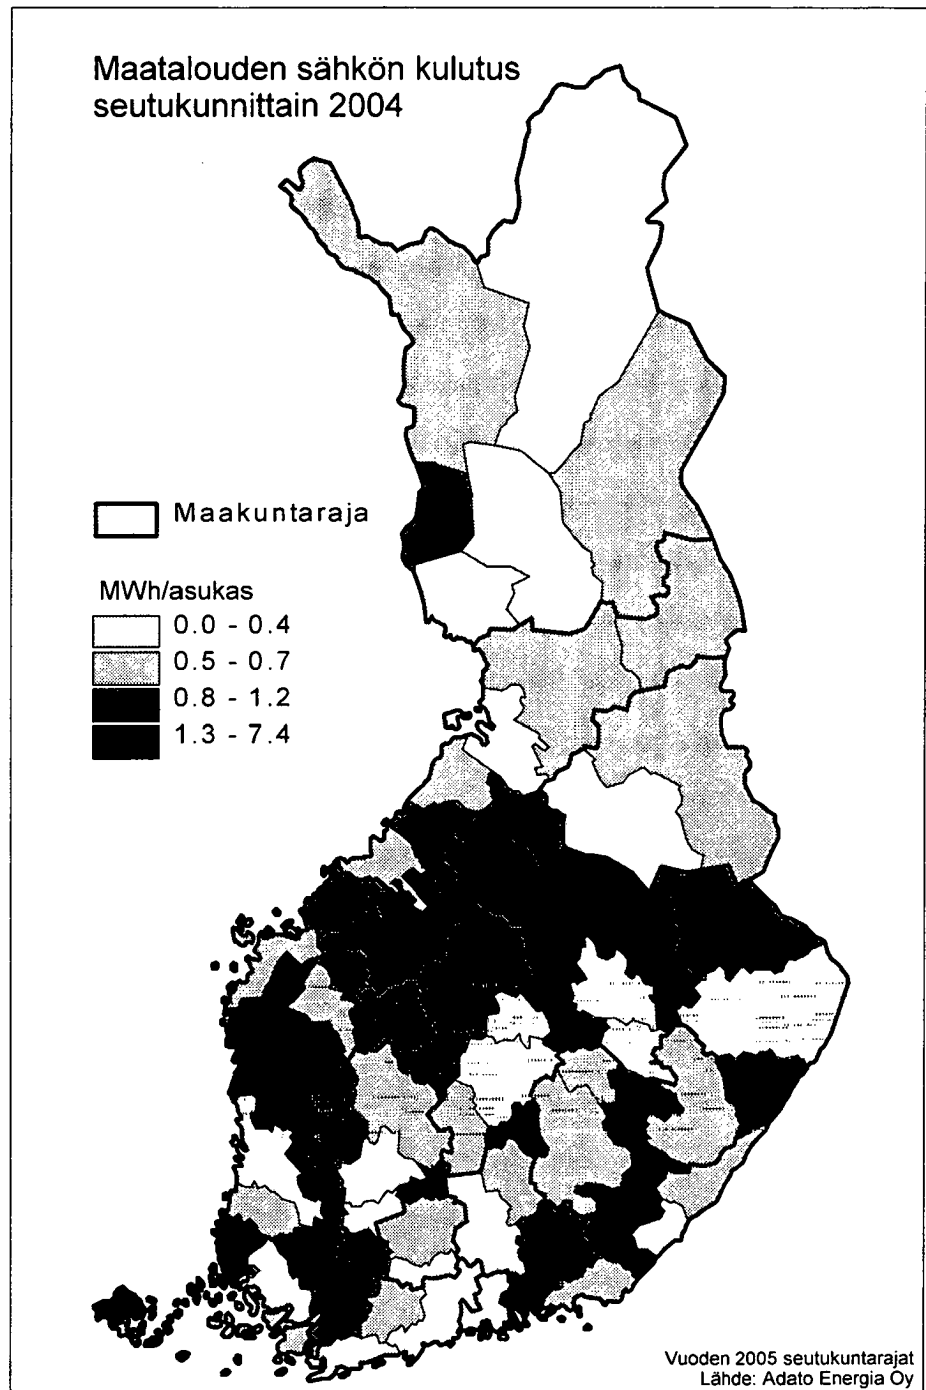 Maatalouden sähkön kulutus
seutukunnittain 2004
Maakuntaraja
MWh/asukas
0.0 - 0.4
0.5 - 0.7
0.8 - 1.2
1.3 - 7.4
Vuoden 2005 seutukuntarajat
Lähde: Adato Energia Oy